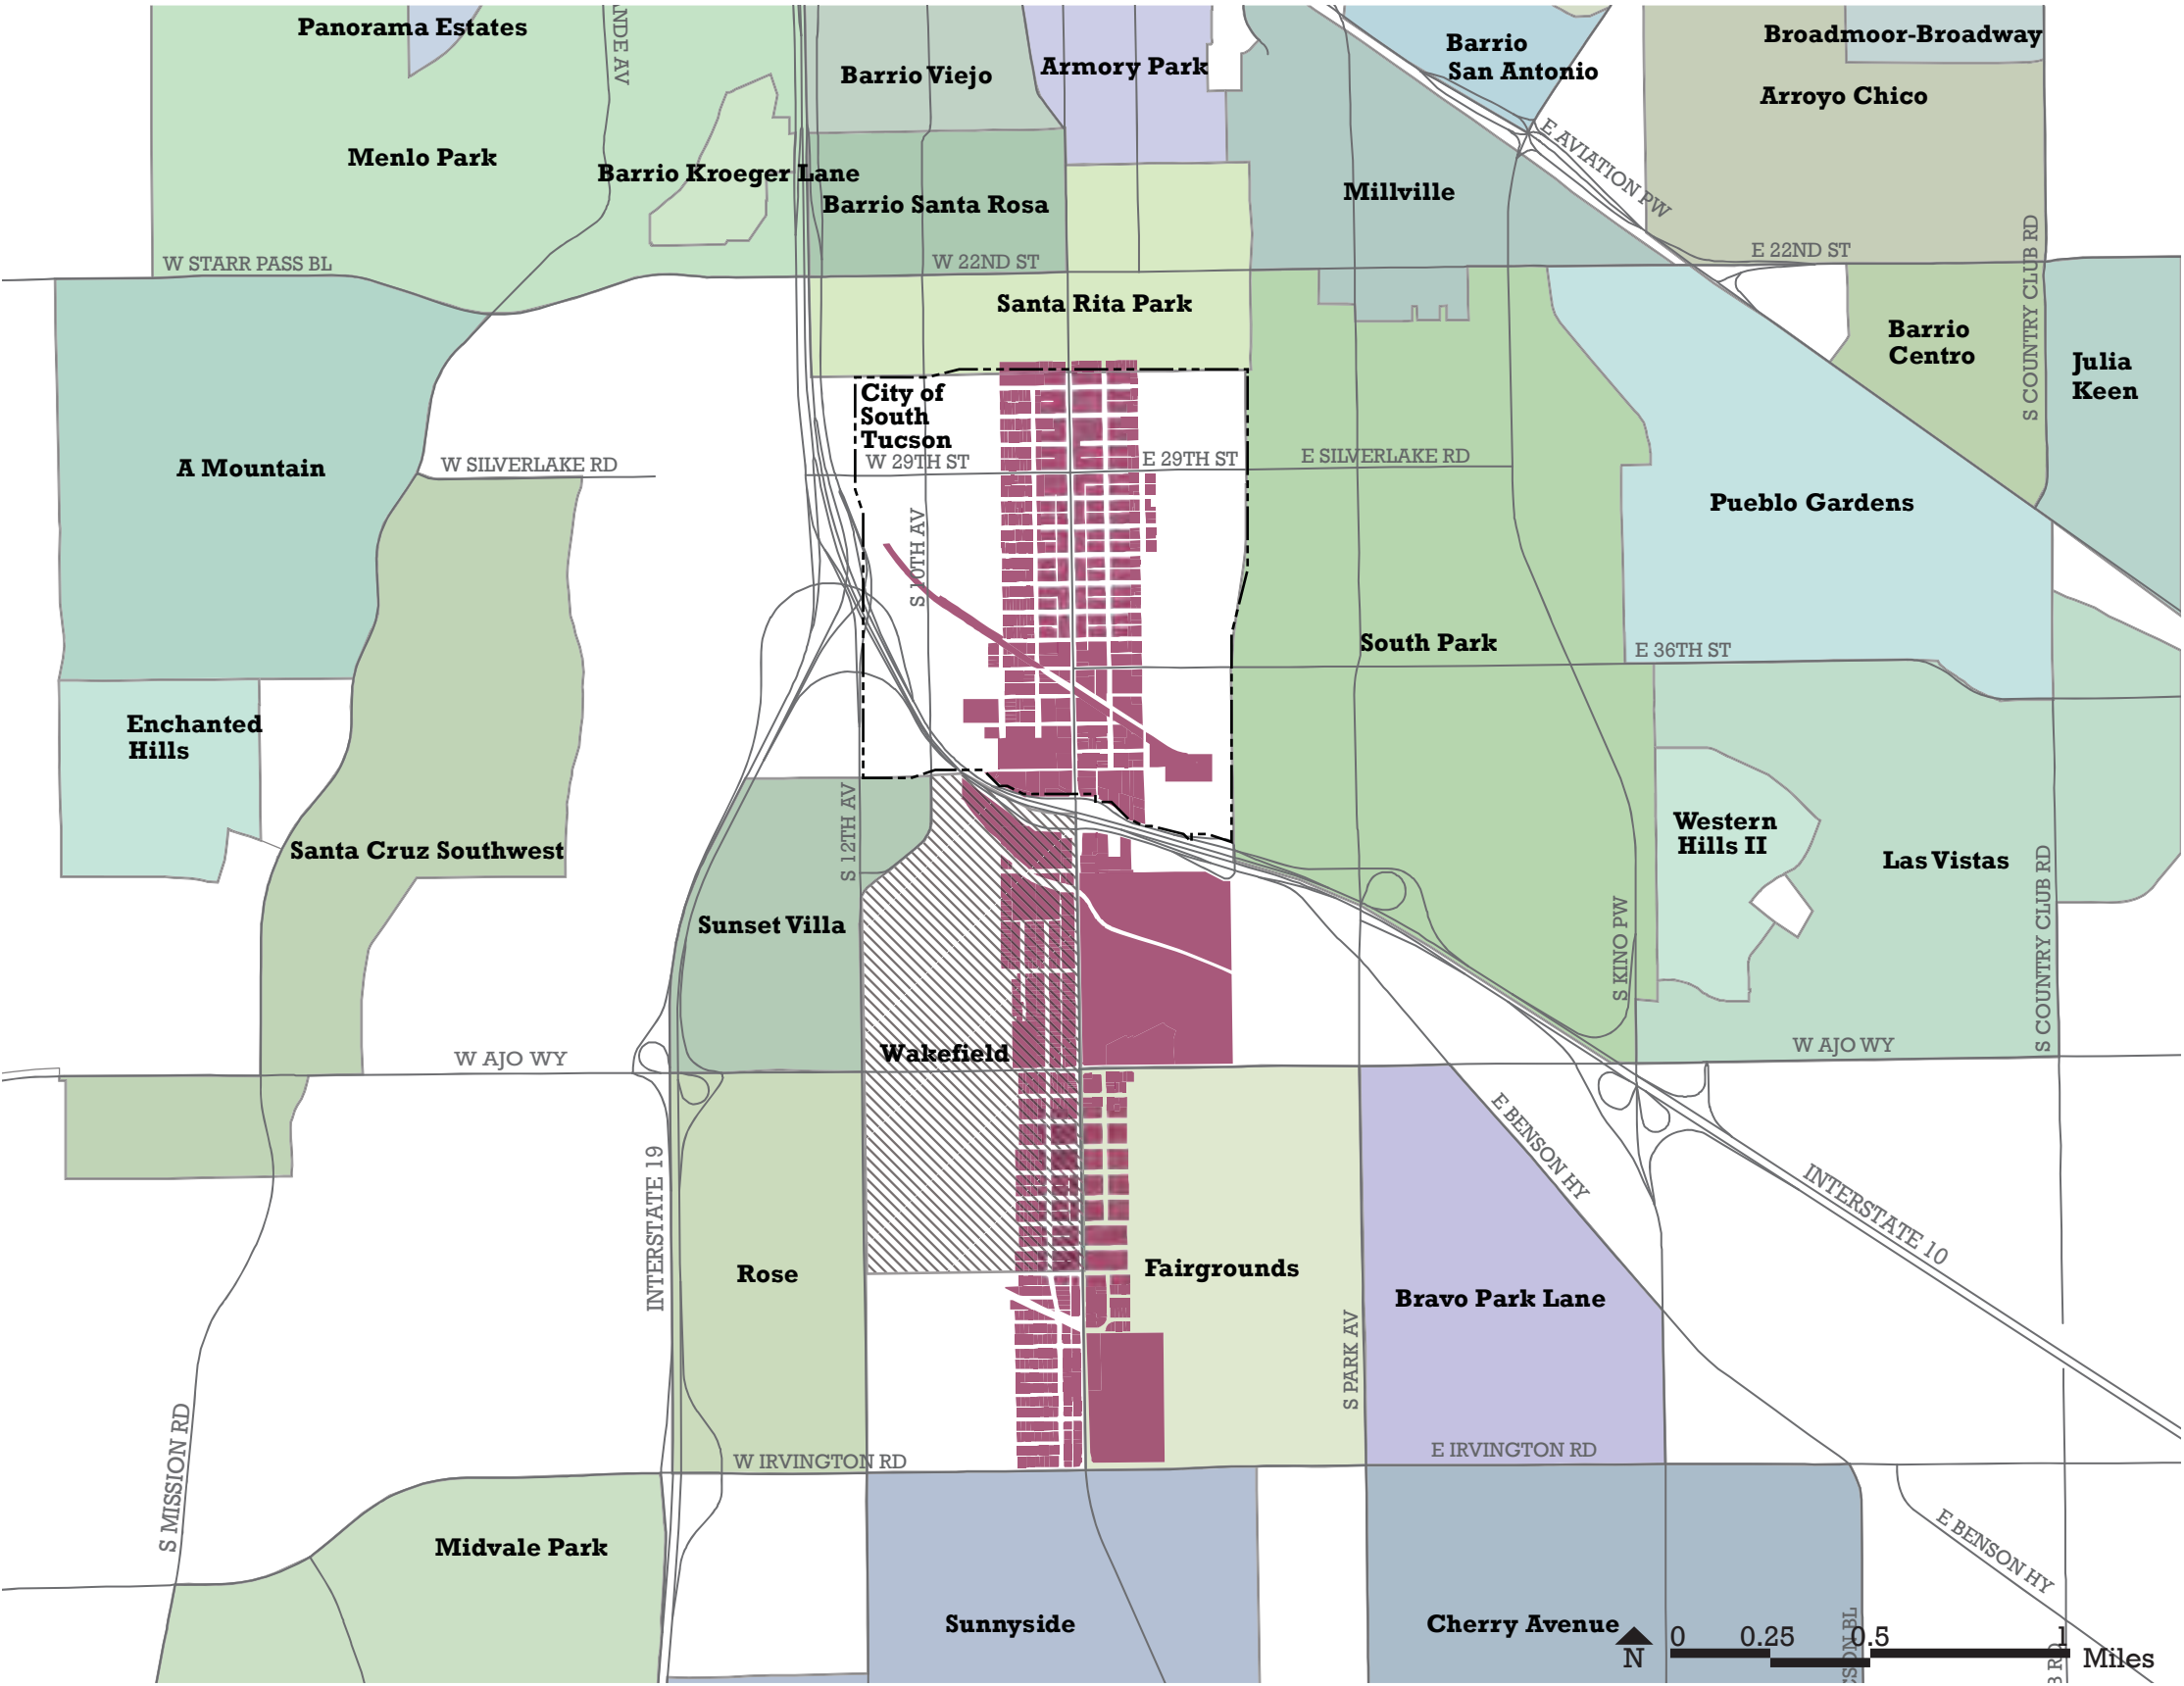 Panorama Estates
NDE AV
Barrio Viejo
Armory Park
Barrio
San Antonio
Broadmoor-Broadway
Arroyo Chico
Menlo Park
Barrio Kroeger Lane
Barrio Santa Rosa
Millville
E AVIATION PW
W STARR PASS BL
W 22ND ST
E 22ND ST
S COUNTRY CLUB RD
Santa Rita Park
Barrio
Centro
Julia
Keen
City of
South
Tucson
A Mountain
W SILVERLAKE RD
W 29TH ST
E 29TH ST
E SILVERLAKE RD
Pueblo Gardens
S 10TH AV
South Park
E 36TH ST
Enchanted
Hills
S 12TH AV
Western
Hills II
Santa Cruz Southwest
Las Vistas
Sunset Villa
S KINO PW
S COUNTRY CLUB RD
W AJO WY
Wakefield
W AJO WY
E BENSON HY
INTERSTATE 19
INTERSTATE 10
Rose
Fairgrounds
Bravo Park Lane
S PARK AV
S MISSION RD
W IRVINGTON RD
E IRVINGTON RD
Midvale Park
E BENSON HY
Sunnyside
Cherry Avenue
SON BL
B RD
N
0 0.25 0.5 1
Miles